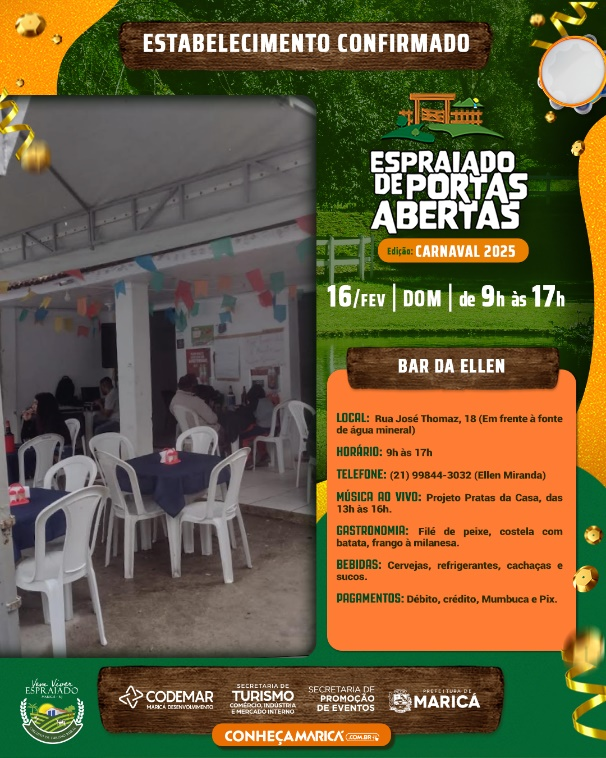 ESTABELECIMENTO CONFIRMADO
ESPRAIADO
DE PORTAS
ABERTAS
Edição: CARNAVAL 2025
16/FEV | DOM | de 9h às 17h
BAR DA ELLEN
LOCAL: Rua José Thomaz, 18 (Em frente à fonte
de água mineral)
HORÁRIO: 9h às 17h
TELEFONE: (21) 99844-3032 (Ellen Miranda)
MÚSICA AO VIVO: Projeto Pratas da Casa, das
13h às 16h.
GASTRONOMIA: Filé de peixe, costela com
batata, frango à milanesa.
BEBIDAS: Cervejas, refrigerantes, cachaças e
sucos.
PAGAMENTOS: Débito, crédito, Mumbuca e Pix.
Vem Viver
ESPRAIADO
MARICÁ - RJ
CODEMAR
MARICÁ DESENVOLVIMENTO
SECRETARIA DE
TURISMO
COMÉRCIO, INDÚSTRIA
E MERCADO INTERNO
SECRETARIA DE
PROMOÇÃO
DE EVENTOS
PREFEITURA DE
MARICÁ
CONHEÇAMARICÁ .COM.BR